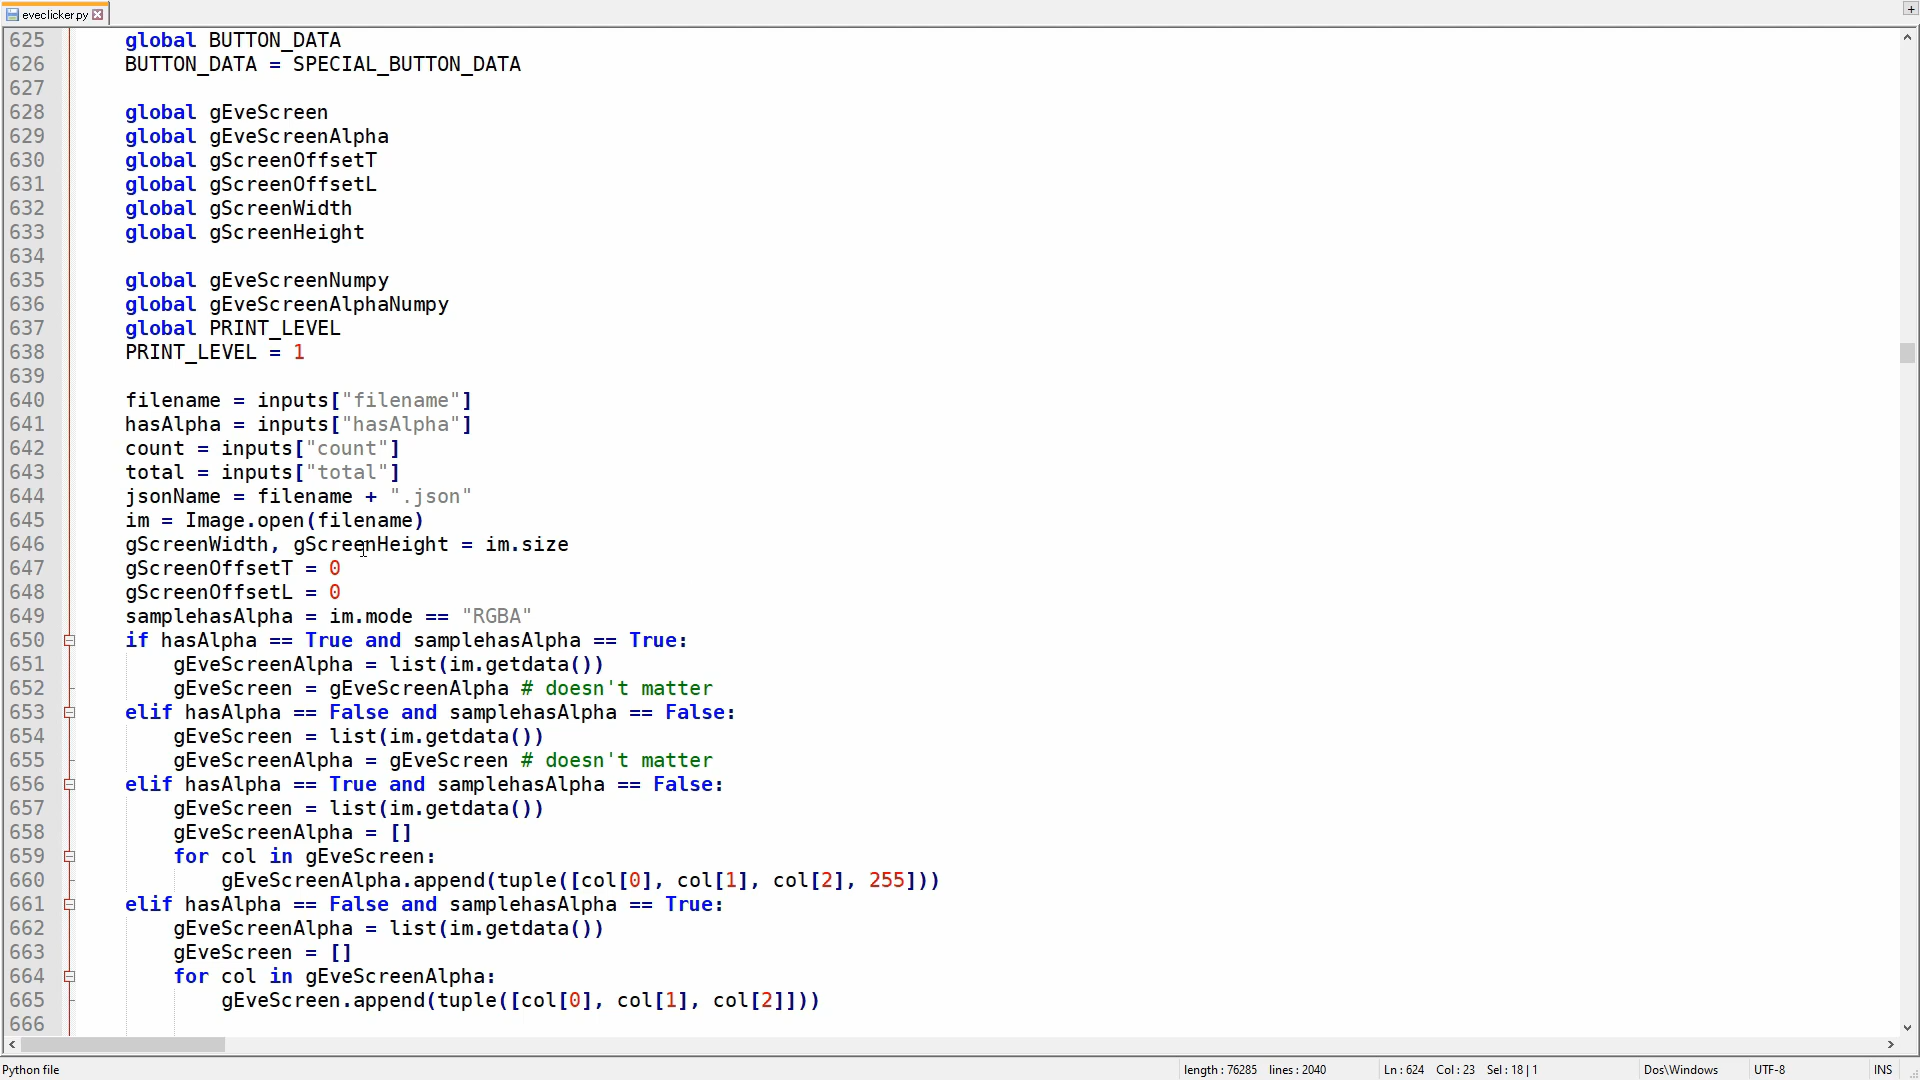 eveclicker.py
625 global BUTTON_DATA
626 BUTTON_DATA = SPECIAL_BUTTON_DATA
627
628 global gEveScreen
629 global gEveScreenAlpha
630 global gScreenOffsetT
631 global gScreenOffsetL
632 global gScreenWidth
633 global gScreenHeight
634
635 global gEveScreenNumpy
636 global gEveScreenAlphaNumpy
637 global PRINT_LEVEL
638 PRINT_LEVEL = 1
639
640 filename = inputs["filename"]
641 hasAlpha = inputs["hasAlpha"]
642 count = inputs["count"]
643 total = inputs["total"]
644 jsonName = filename + ".json"
645 im = Image.open(filename)
646 gScreenWidth, gScreenHeight = im.size
647 gScreenOffsetT = 0
648 gScreenOffsetL = 0
649 samplehasAlpha = im.mode == "RGBA"
650 if hasAlpha == True and samplehasAlpha == True:
651 gEveScreenAlpha = list(im.getdata())
652 gEveScreen = gEveScreenAlpha # doesn't matter
653 elif hasAlpha == False and samplehasAlpha == False:
654 gEveScreen = list(im.getdata())
655 gEveScreenAlpha = gEveScreen # doesn't matter
656 elif hasAlpha == True and samplehasAlpha == False:
657 gEveScreen = list(im.getdata())
658 gEveScreenAlpha = []
659 for col in gEveScreen:
660 gEveScreenAlpha.append(tuple([col[0], col[1], col[2], 255]))
661 elif hasAlpha == False and samplehasAlpha == True:
662 gEveScreenAlpha = list(im.getdata())
663 gEveScreen = []
664 for col in gEveScreenAlpha:
665 gEveScreen.append(tuple([col[0], col[1], col[2]]))
666
Python file length : 76285 lines : 2040 Ln : 624 Col : 23 Sel : 18 | 1 Dos\Windows UTF-8 INS